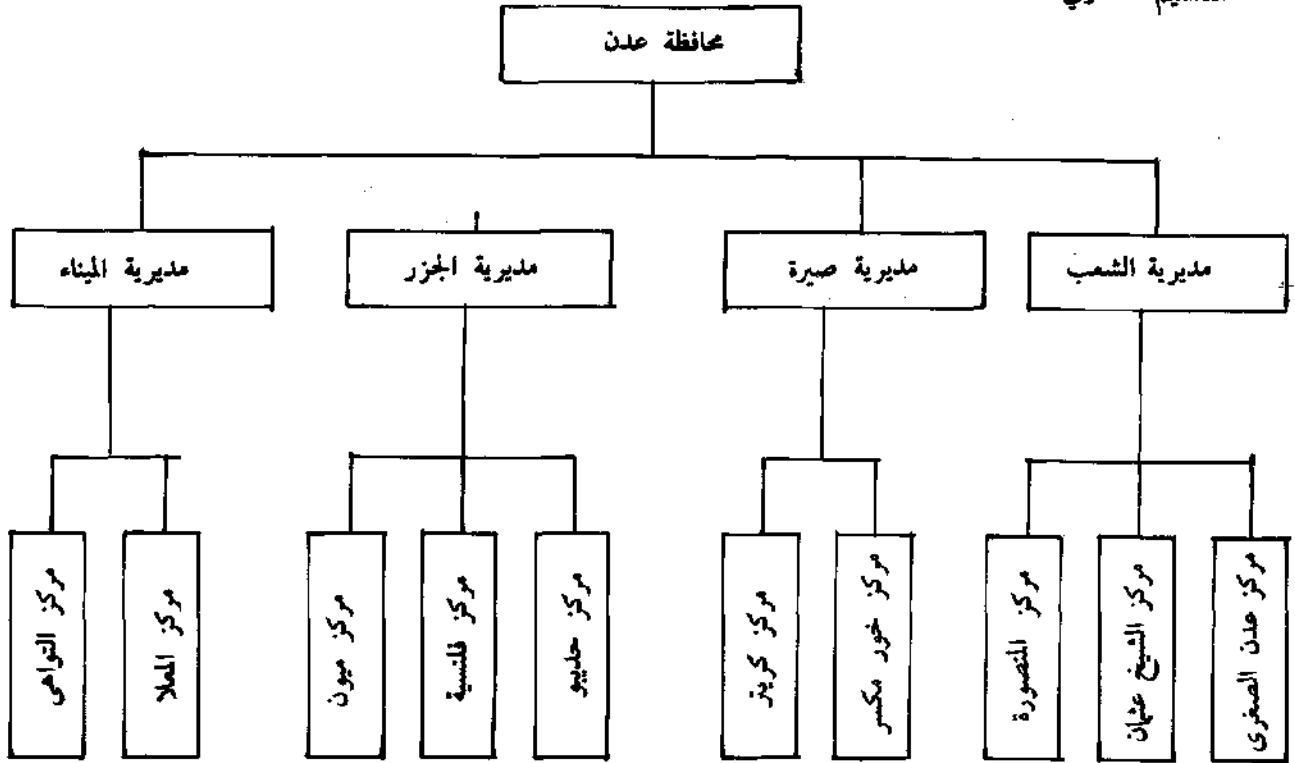 محافظة عدن
مديرية الشعب
مديرية صيرة
مديرية الجزر
مديرية الميناء
مركز عدن الصغرى
مركز الشيخ عثمان
مركز المنصورة
مركز خور مكسر
مركز كريتر
مركز حديبو
مركز قلنسية
مركز ميون
مركز المعلا
مركز التواهى